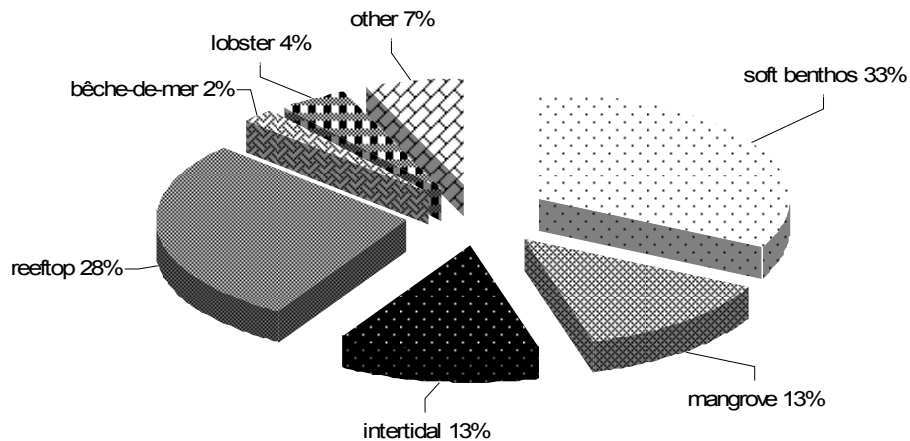 other 7%
lobster 4%
bêche-de-mer 2%
soft benthos 33%
reeftop 28%
mangrove 13%
intertidal 13%